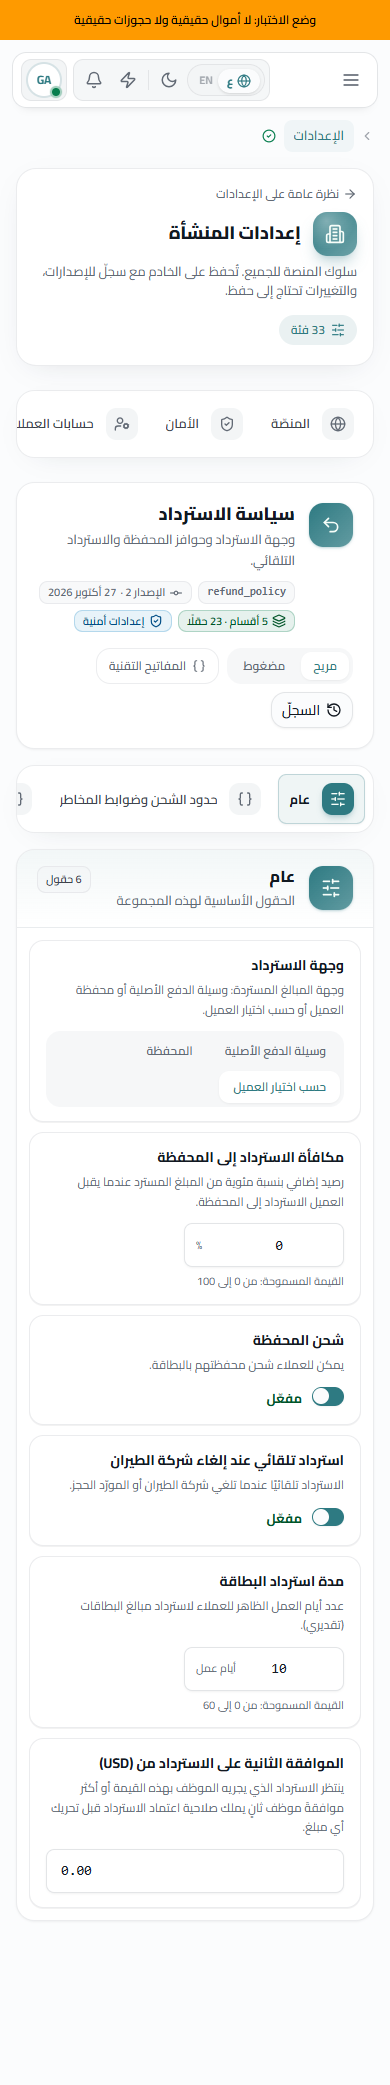 وضع الاختبار: لا أموال حقيقية ولا حجوزات حقيقية
ع EN
GA
الإعدادات
نظرة عامة على الإعدادات
إعدادات المنشأة
سلوك المنصة للجميع. تُحفظ على الخادم مع سجلّ للإصدارات، والتغييرات تحتاج إلى حفظ.
33 فئة
المنصّة
الأمان
حسابات العملا
سياسة الاسترداد
وجهة الاسترداد وحوافز المحفظة والاسترداد التلقائي.
refund_policy
الإصدار 2 · 27 أكتوبر 2026
5 أقسام · 23 حقلًا
إعدادات أمنية
مريح
مضغوط
المفاتيح التقنية
السجلّ
عام
حدود الشحن وضوابط المخاطر
عام
الحقول الأساسية لهذه المجموعة
6 حقول
وجهة الاسترداد
وجهة المبالغ المستردة: وسيلة الدفع الأصلية أو محفظة العميل أو حسب اختيار العميل.
وسيلة الدفع الأصلية
المحفظة
حسب اختيار العميل
مكافأة الاسترداد إلى المحفظة
رصيد إضافي بنسبة مئوية من المبلغ المسترد عندما يقبل العميل الاسترداد إلى المحفظة.
0
%
القيمة المسموحة: من 0 إلى 100
شحن المحفظة
يمكن للعملاء شحن محفظتهم بالبطاقة.
مفعّل
استرداد تلقائي عند إلغاء شركة الطيران
الاسترداد تلقائيًا عندما تلغي شركة الطيران أو المورّد الحجز.
مفعّل
مدة استرداد البطاقة
عدد أيام العمل الظاهر للعملاء لاسترداد مبالغ البطاقات (تقديري).
10
أيام عمل
القيمة المسموحة: من 0 إلى 60
الموافقة الثانية على الاسترداد من (USD)
ينتظر الاسترداد الذي يجريه الموظف بهذه القيمة أو أكثر موافقةَ موظف ثانٍ يملك صلاحية اعتماد الاسترداد قبل تحريك أي مبلغ.
0.00